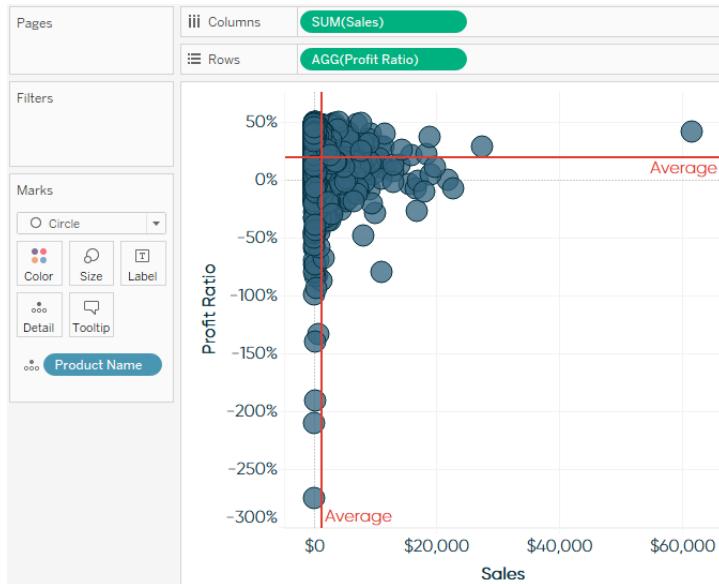 Pages
Columns
SUM(Sales)
Rows
AGG(Profit Ratio)
Filters
Marks
Circle
Color
Size
Label
Detail
Tooltip
Product Name
Profit Ratio
50%
0%
-50%
-100%
-150%
-200%
-250%
-300%
Average
Average
$0
$20,000
$40,000
$60,000
Sales